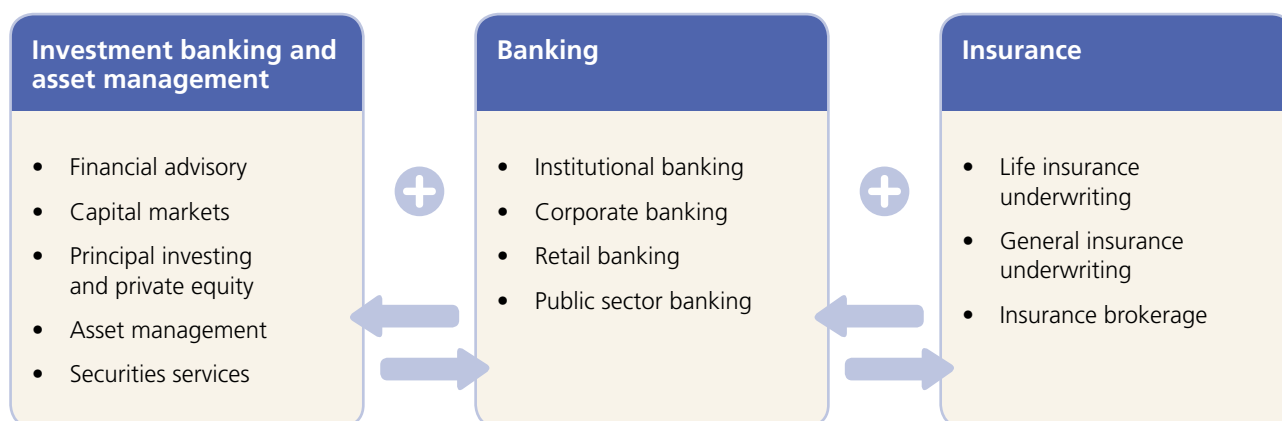 Investment banking and
asset management
• Financial advisory
• Capital markets
• Principal investing
and private equity
• Asset management
• Securities services
Banking
• Institutional banking
• Corporate banking
• Retail banking
• Public sector banking
Insurance
• Life insurance
underwriting
• General insurance
underwriting
• Insurance brokerage